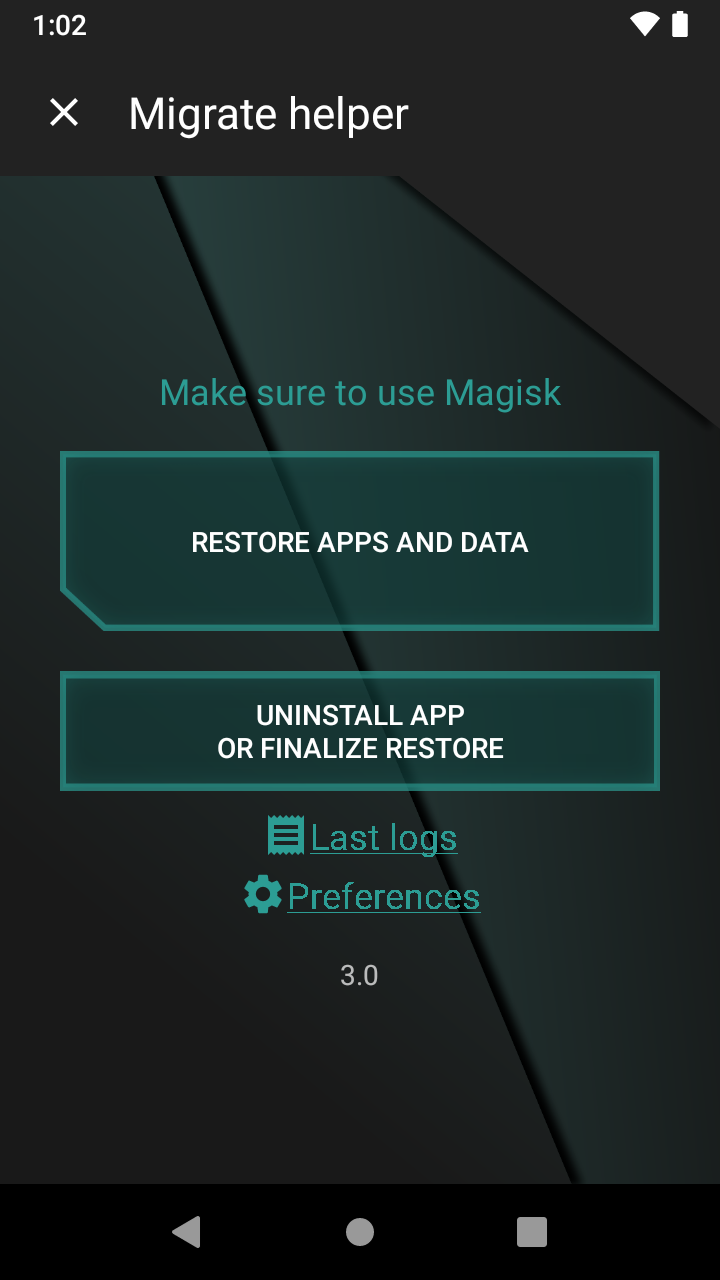 1:02
Migrate helper
Make sure to use Magisk
RESTORE APPS AND DATA
UNINSTALL APP
OR FINALIZE RESTORE
Last logs
Preferences
3.0